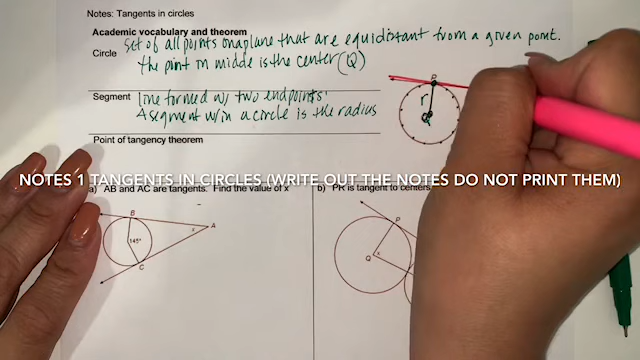 Notes: Tangents in circles
Academic vocabulary and theorem
Circle set of all points on a plane that are equidistant from a given point.
the point in midde is the center (Q)
Segment line formed w/ two endpoints.
A segment w/in a circle is the radius
P
r
Q
Point of tangency theorem
NOTES 1 TANGENTS IN CIRCLES (WRITE OUT THE NOTES DO NOT PRINT THEM)
a) AB and AC are tangents. Find the value of x
b) PR is tangent to centers
B
x A
145°
C
P
Q x